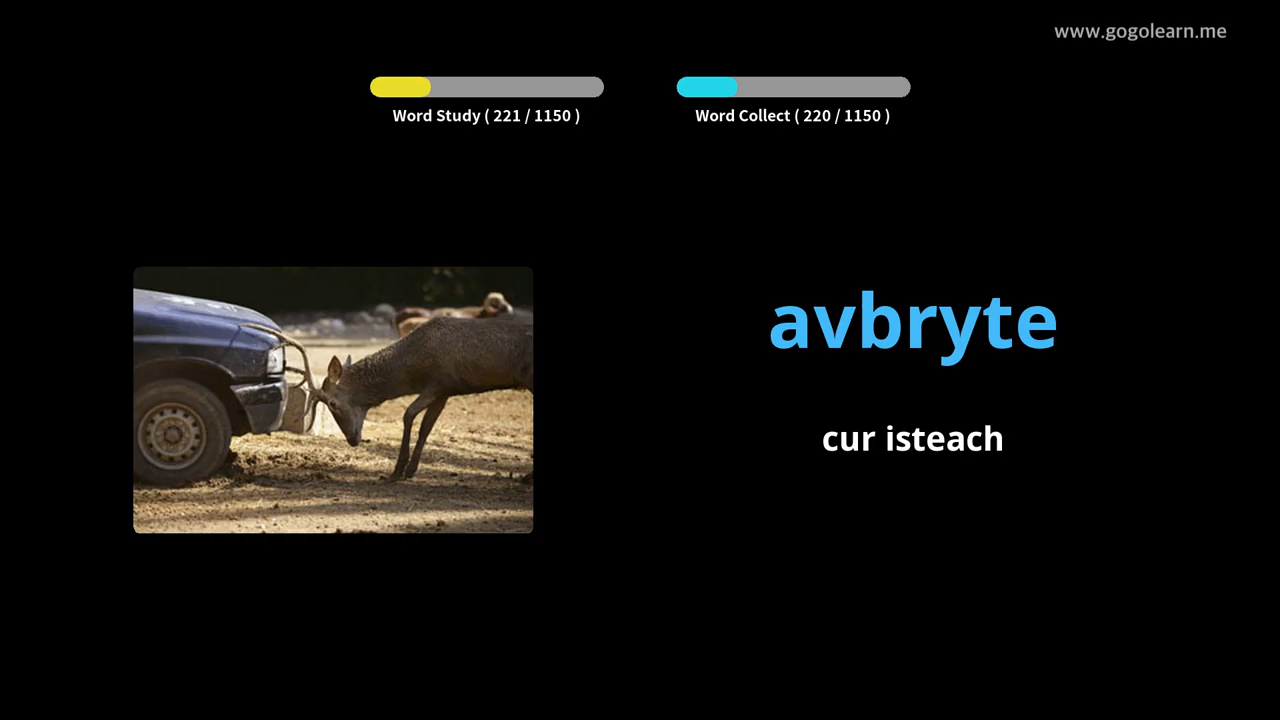 www.gogolearn.me
Word Study ( 221 / 1150 )
Word Collect ( 220 / 1150 )
avbryte
cur isteach